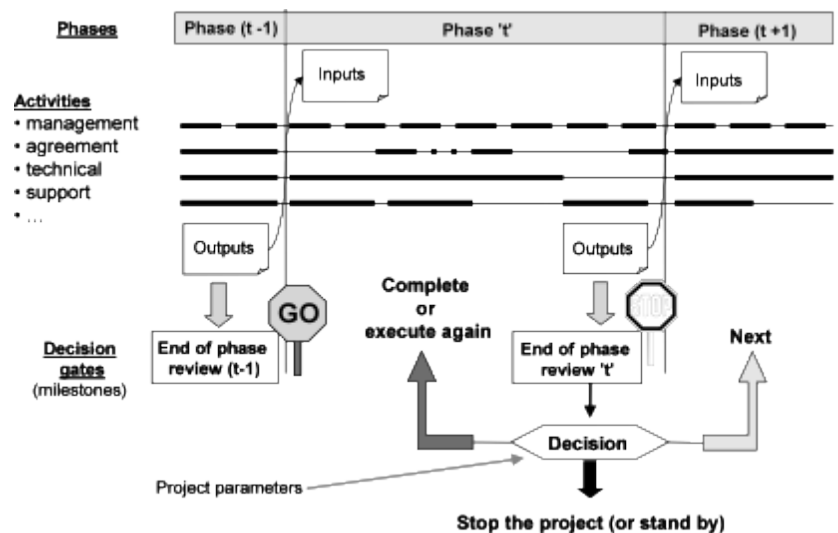 Phases
Phase (t -1)
Phase 't'
Phase (t +1)
Inputs
Inputs
Activities
• management
• agreement
• technical
• support
• ...
Outputs
Outputs
GO
STOP
Complete
or
execute again
Next
Decision
gates
(milestones)
End of phase
review (t-1)
End of phase
review 't'
Decision
Project parameters
Stop the project (or stand by)